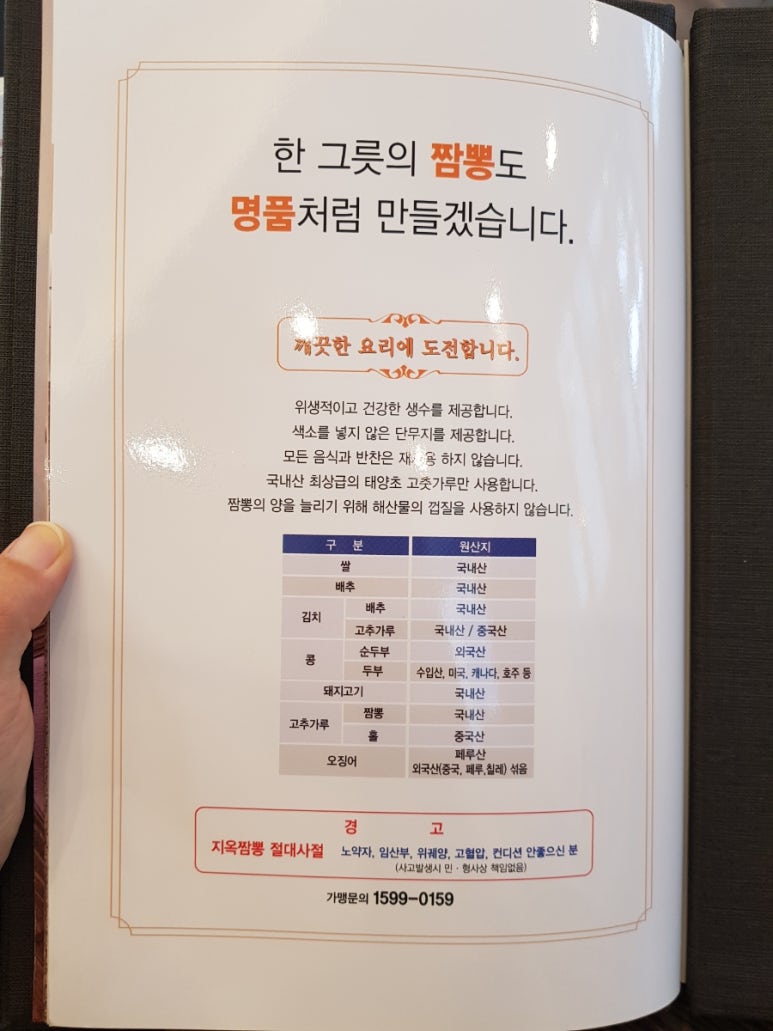 한 그릇의 짬뽕도
명품처럼 만들겠습니다.
깨끗한 요리에 도전합니다.
위생적이고 건강한 생수를 제공합니다.
색소를 넣지 않은 단무지를 제공합니다.
모든 음식과 반찬은 재사용 하지 않습니다.
국내산 최상급의 태양초 고춧가루만 사용합니다.
짬뽕의 양을 늘리기 위해 해산물의 껍질을 사용하지 않습니다.
구 분 원산지
쌀 국내산
배추 국내산
김치 배추 국내산
고추가루 국내산 / 중국산
콩 순두부 외국산
두부 수입산, 미국, 캐나다, 호주 등
돼지고기 국내산
고추가루 짬뽕 국내산
홀 중국산
오징어 페루산
외국산(중국, 페루,칠레) 섞음
경 고
지옥짬뽕 절대사절 노약자, 임산부, 위궤양, 고혈압, 컨디션 안좋으신 분
(사고발생시 민 · 형사상 책임없음)
가맹문의 1599-0159